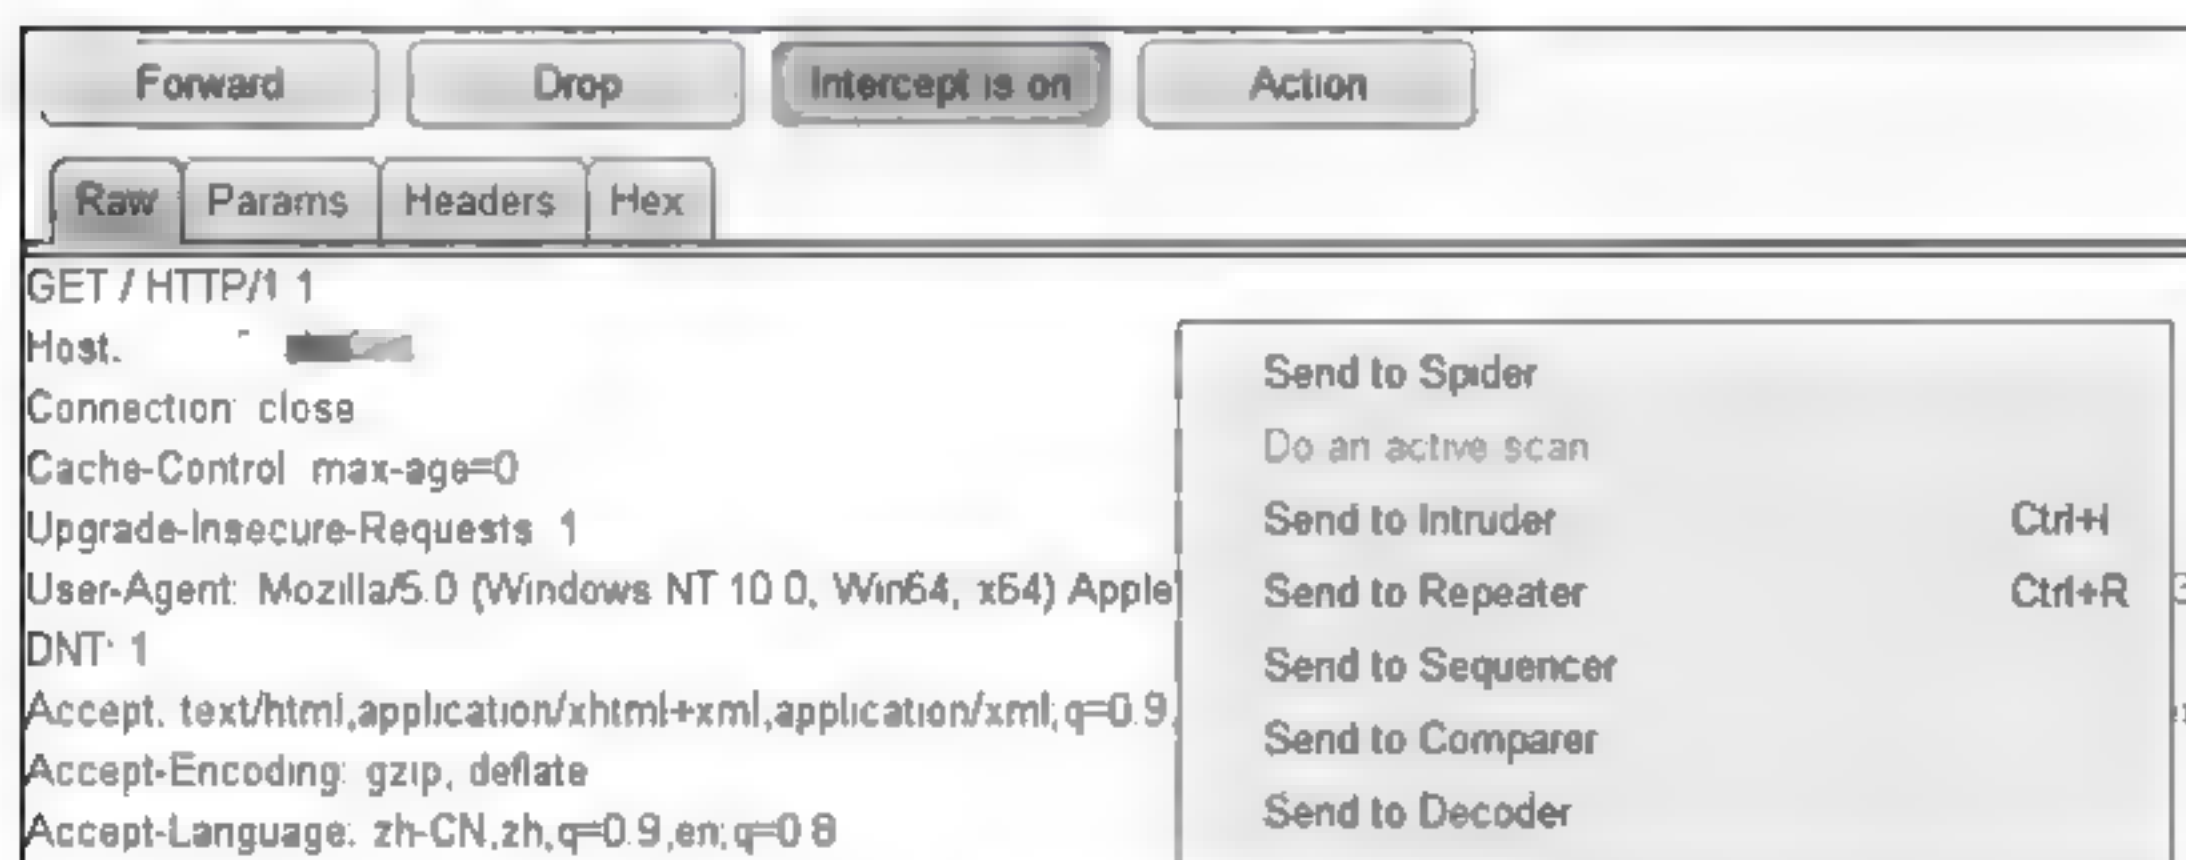 Forward Drop Intercept is on Action
Raw Params Headers Hex
GET / HTTP/1.1
Host:
Connection: close
Cache-Control: max-age=0
Upgrade-Insecure-Requests: 1
User-Agent: Mozilla/5.0 (Windows NT 10.0; Win64; x64) Apple
DNT: 1
Accept: text/html,application/xhtml+xml,application/xml;q=0.9,
Accept-Encoding: gzip, deflate
Accept-Language: zh-CN,zh;q=0.9,en;q=0.8
Send to Spider
Do an active scan
Send to Intruder Ctrl+I
Send to Repeater Ctrl+R
Send to Sequencer
Send to Comparer
Send to Decoder